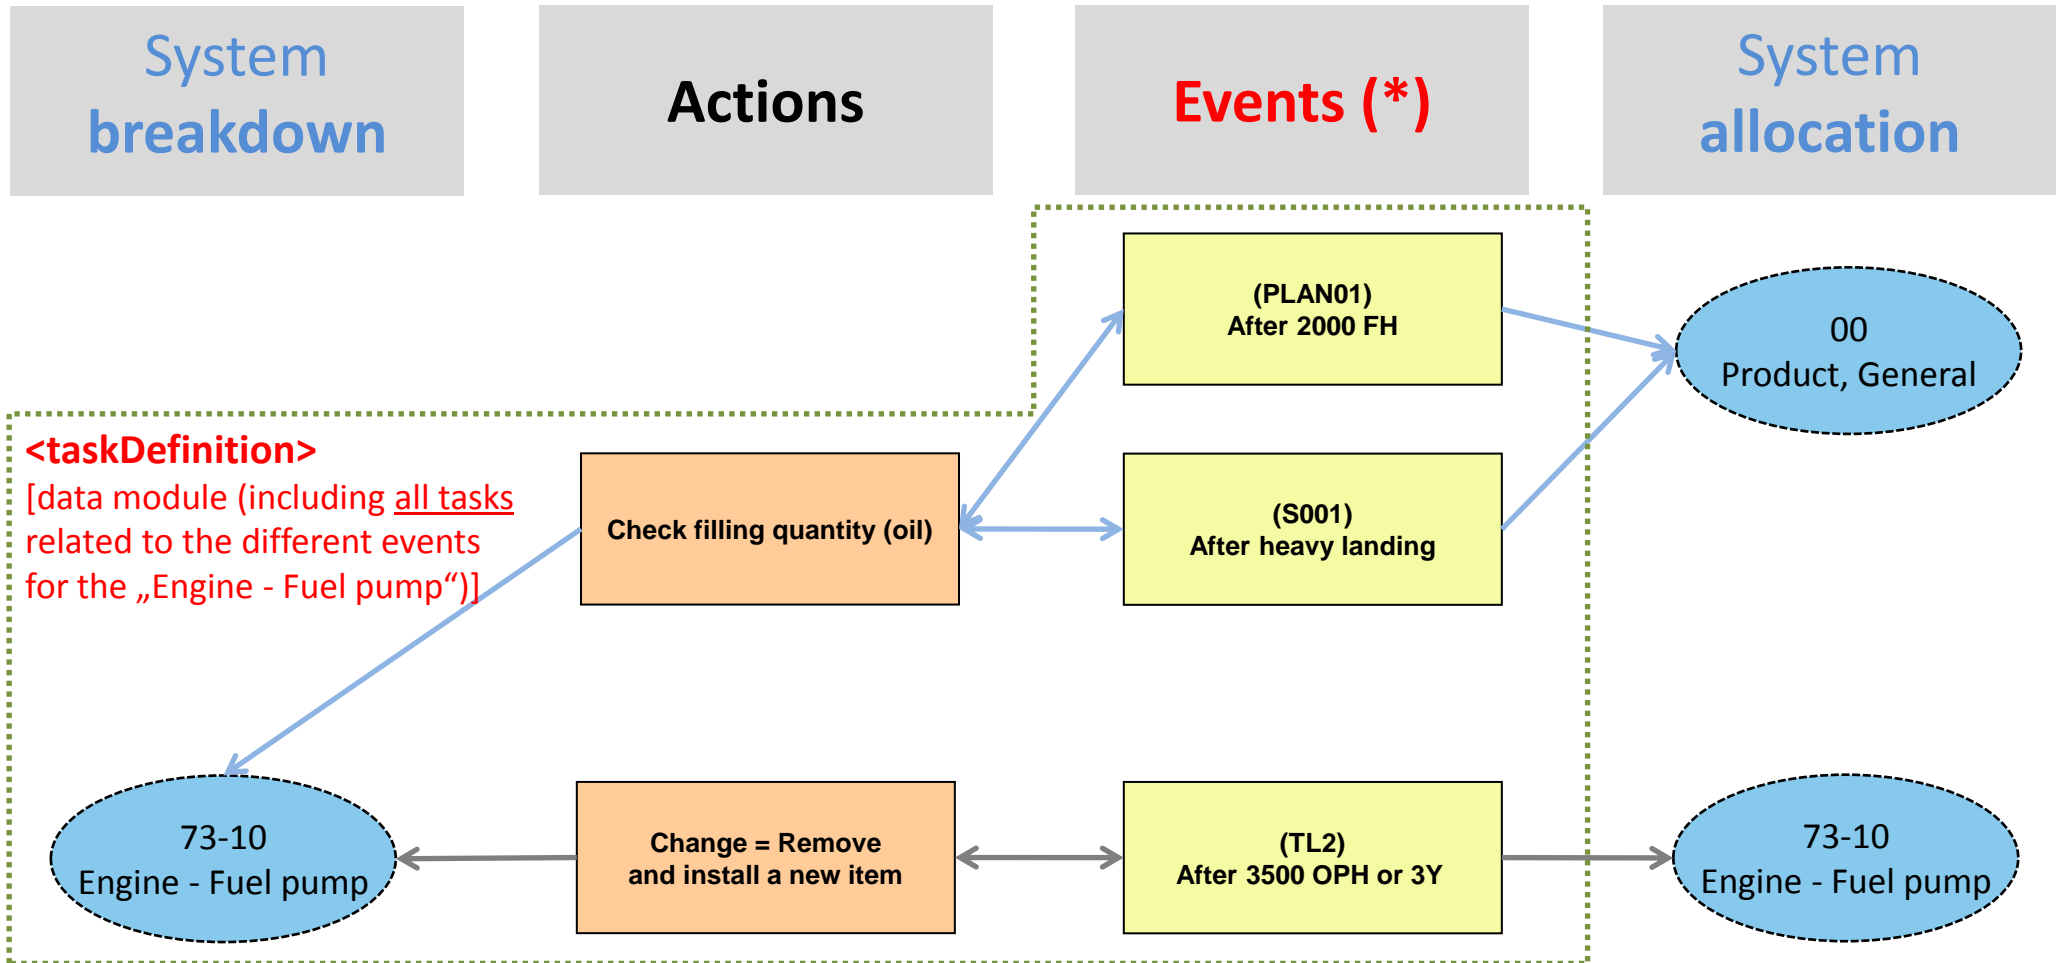 System
breakdown
Actions
Events (*)
System
allocation
(PLAN01)
After 2000 FH
00
Product, General
<taskDefinition>
[data module (including all tasks
related to the different events
for the „Engine - Fuel pump“)]
Check filling quantity (oil)
(S001)
After heavy landing
73-10
Engine - Fuel pump
Change = Remove
and install a new item
(TL2)
After 3500 OPH or 3Y
73-10
Engine - Fuel pump